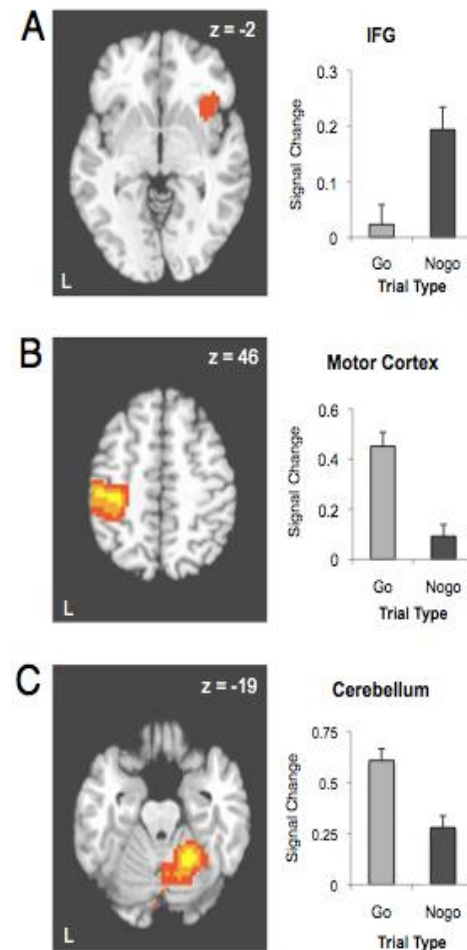 A
z = -2
L
IFG
Signal Change
0.3
0.2
0.1
0
Go Nogo
Trial Type
B
z = 46
L
Motor Cortex
Signal Change
0.6
0.4
0.2
0
Go Nogo
Trial Type
C
z = -19
L
Cerebellum
Signal Change
0.75
0.5
0.25
0
Go Nogo
Trial Type